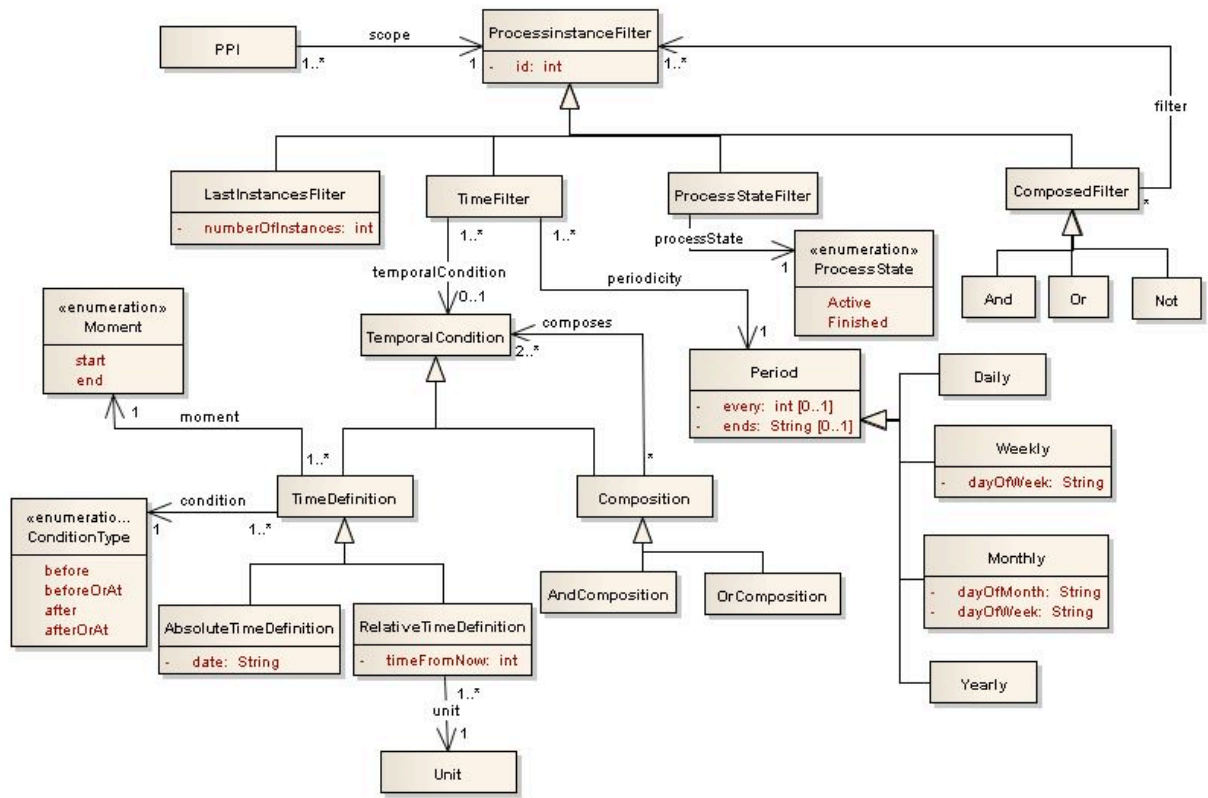 PPI
scope
1..*
1
ProcessinstanceFilter
- id: int
1..*
filter
LastInstancesFliter
- numberOfInstances: int
TimeFilter
1..*
1..*
ProcessStateFilter
ComposedFilter
*
processState
1
«enumeration»
ProcessState
Active
Finished
And
Or
Not
temporalCondition
0..1
periodicity
1
«enumeration»
Moment
start
end
1
moment
1..*
TemporalCondition
composes
2..*
*
Period
- every: int [0..1]
- ends: String [0..1]
Daily
Weekly
- dayOfWeek: String
Monthly
- dayOfMonth: String
- dayOfWeek: String
Yearly
TimeDefinition
Composition
condition
1
1..*
«enumeratio...
ConditionType
before
beforeOrAt
after
afterOrAt
AndComposition
OrComposition
AbsoluteTimeDefinition
- date: String
RelativeTimeDefinition
- timeFromNow: int
1..*
unit
1
Unit